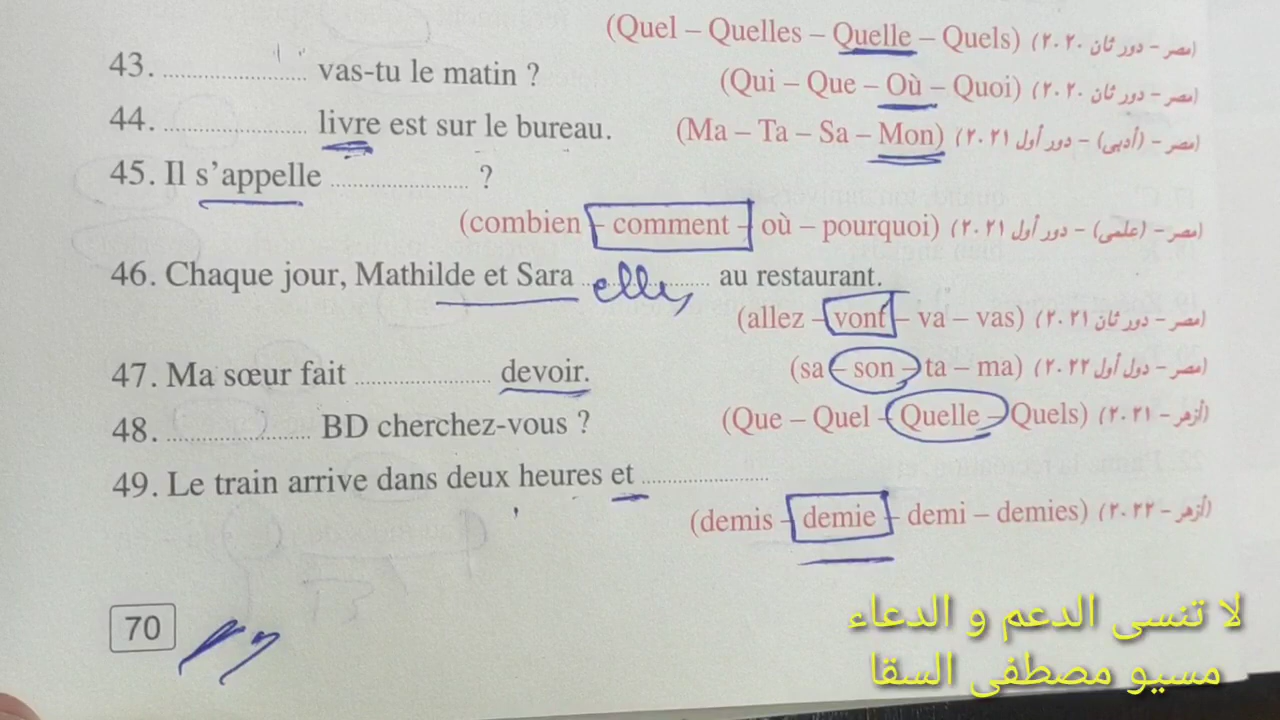 (Quel – Quelles – Quelle – Quels) (مصر – دور ثان ٢٠٢٠)
43. .................... vas-tu le matin ?
(Qui – Que – Où – Quoi) (مصر – دور ثان ٢٠٢٠)
44. .................... livre est sur le bureau.
(Ma – Ta – Sa – Mon) (مصر – (أدبى) – دور أول ٢٠٢١)
45. Il s'appelle .................... ?
(combien – comment – où – pourquoi) (مصر – (علمى) – دور أول ٢٠٢١)
46. Chaque jour, Mathilde et Sara elles au restaurant.
(allez – vont – va – vas) (مصر – دور ثان ٢٠٢١)
47. Ma sœur fait .................... devoir.
(sa – son – ta – ma) (مصر – دول أول ٢٠٢٢)
48. .................... BD cherchez-vous ?
(Que – Quel – Quelle – Quels) (أزهر – ٢٠٢١)
49. Le train arrive dans deux heures et ....................
(demis – demie – demi – demies) (أزهر – ٢٠٢٢)
70
لا تنسى الدعم و الدعاء
مسيو مصطفى السقا